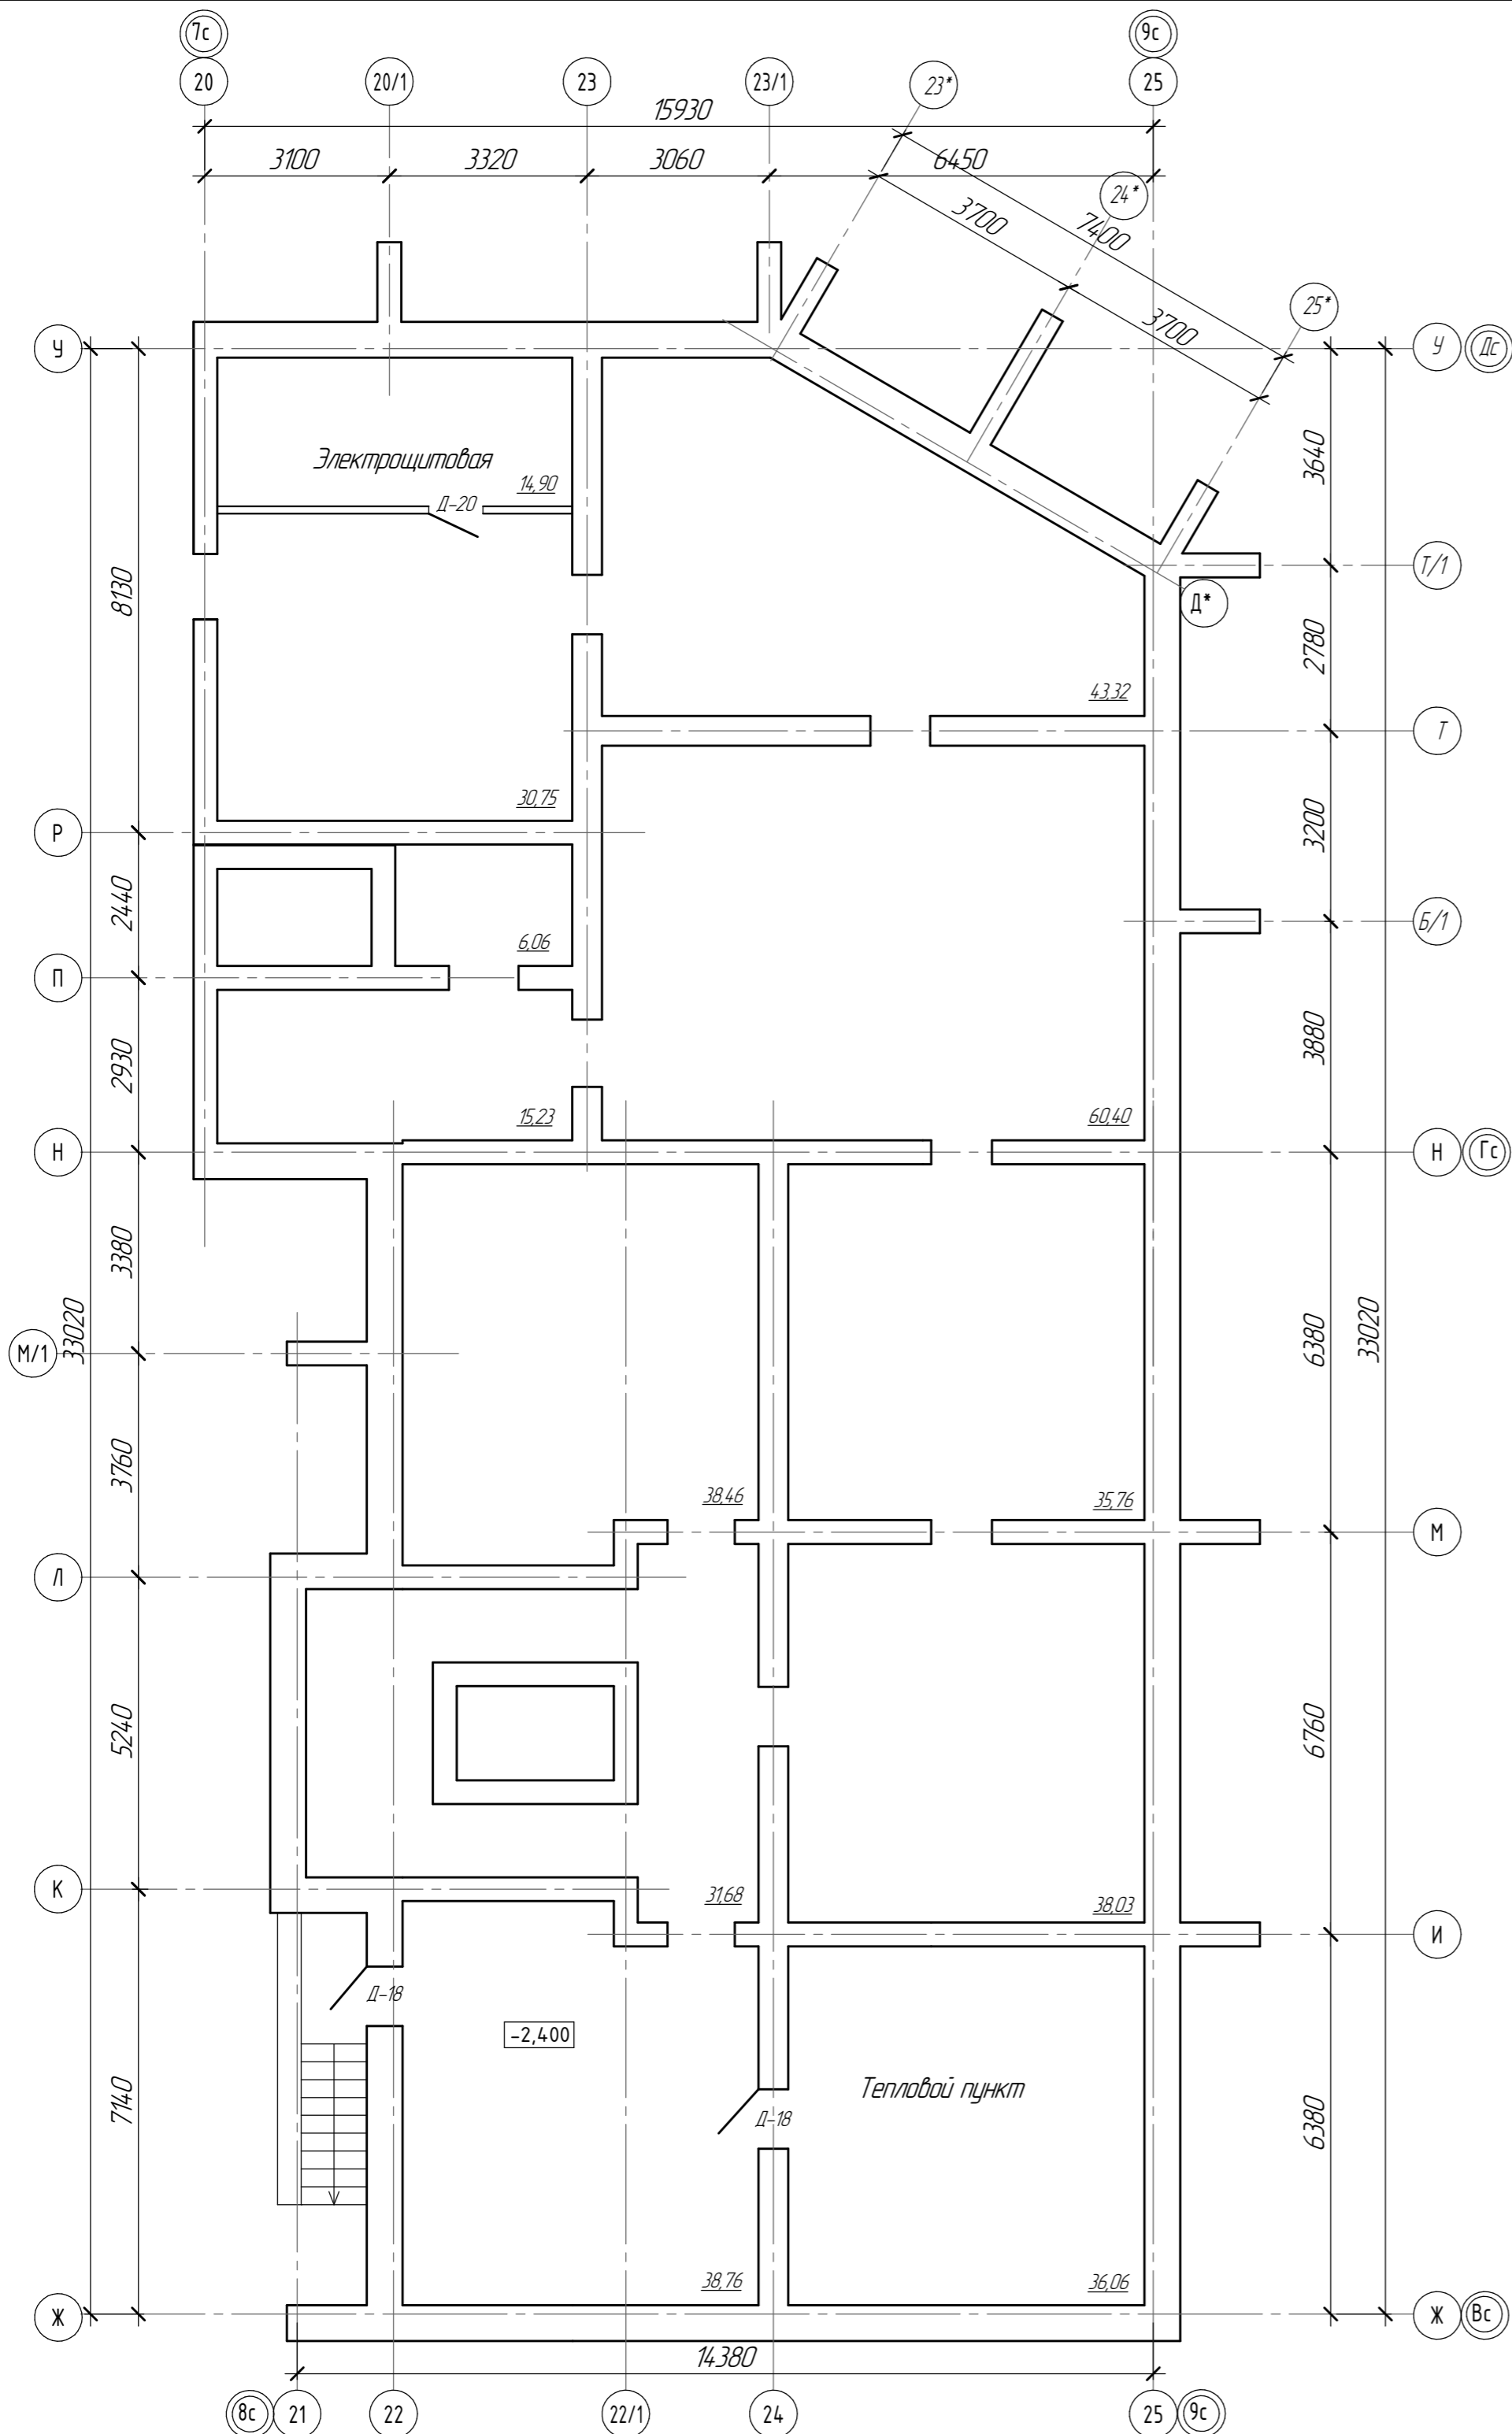 7с 9с
20 20/1 23 23/1 23* 25
15930
3100 3320 3060 6450
24*
3700 7400
25*
3700
У У Дс
3640
Электрощитовая
14,90
Д-20
Т/1
8130
Д*
2780
43,32
Т
30,75
3200
Р
2440
Б/1
6,06
П
3880
2930
15,23 60,40
Н Н Гс
3380
33020 6380 33020
М/1
3760
38,46 35,76
М
Л
5240 6760
К
31,68 38,03
И
Д-18
-2,400
Тепловой пункт
7140 6380
Д-18
38,76 36,06
Ж Ж Вс
14380
8с 21 22 22/1 24 25 9с